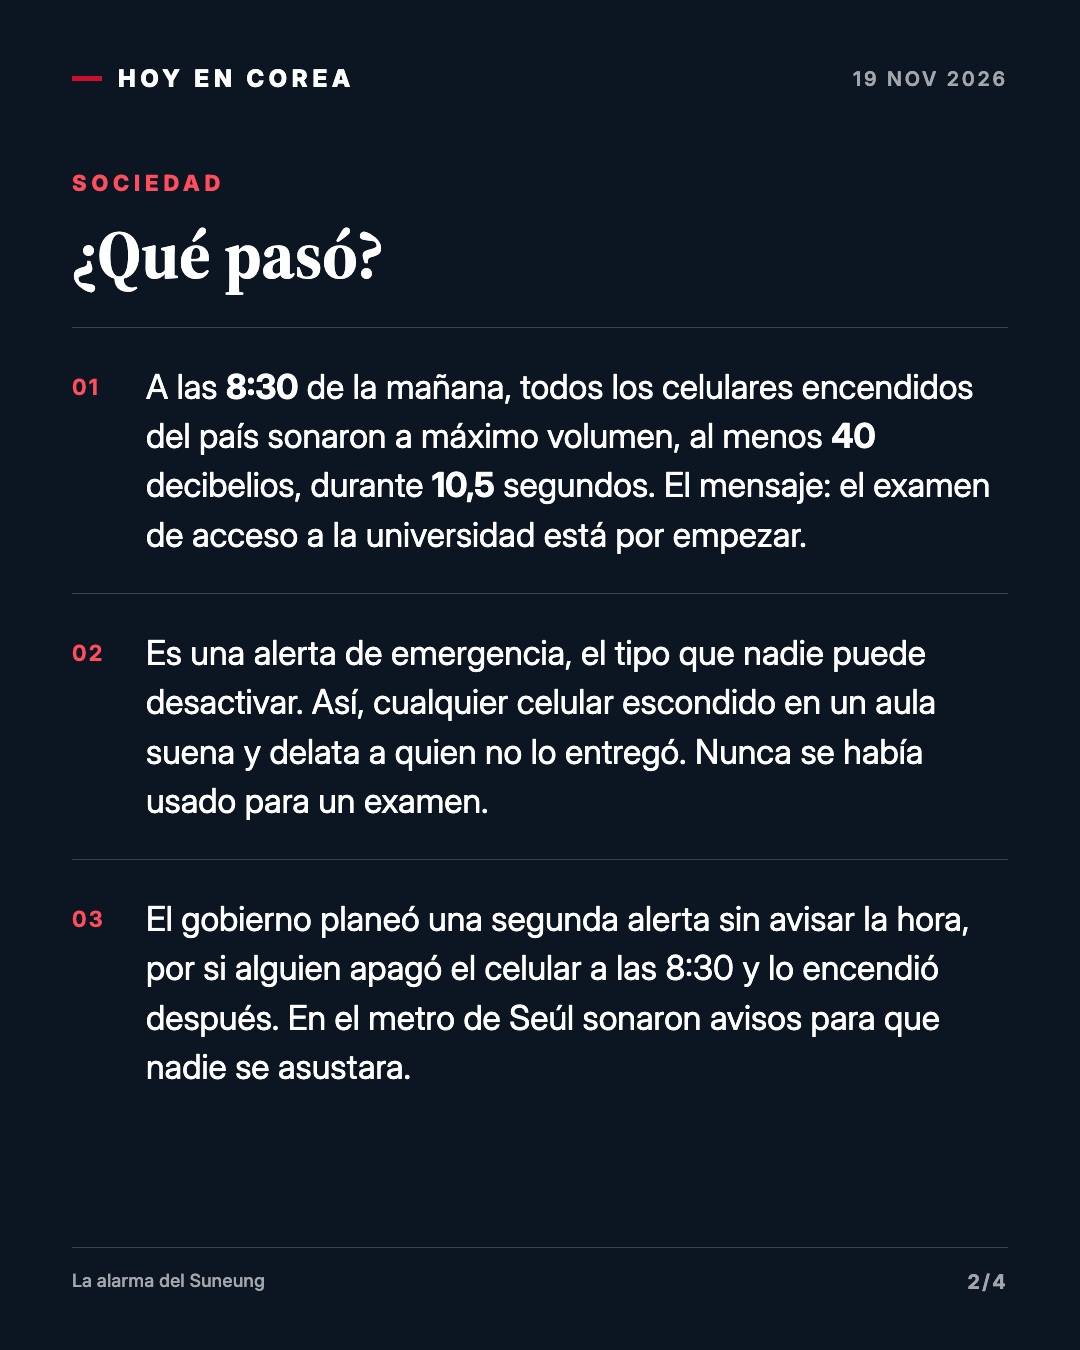 HOY EN COREA
19 NOV 2026
SOCIEDAD
¿Qué pasó?
01
A las 8:30 de la mañana, todos los celulares encendidos
del país sonaron a máximo volumen, al menos 40
decibelios, durante 10,5 segundos. El mensaje: el examen
de acceso a la universidad está por empezar.
02
Es una alerta de emergencia, el tipo que nadie puede
desactivar. Así, cualquier celular escondido en un aula
suena y delata a quien no lo entregó. Nunca se había
usado para un examen.
03
El gobierno planeó una segunda alerta sin avisar la hora,
por si alguien apagó el celular a las 8:30 y lo encendió
después. En el metro de Seúl sonaron avisos para que
nadie se asustara.
La alarma del Suneung
2/4